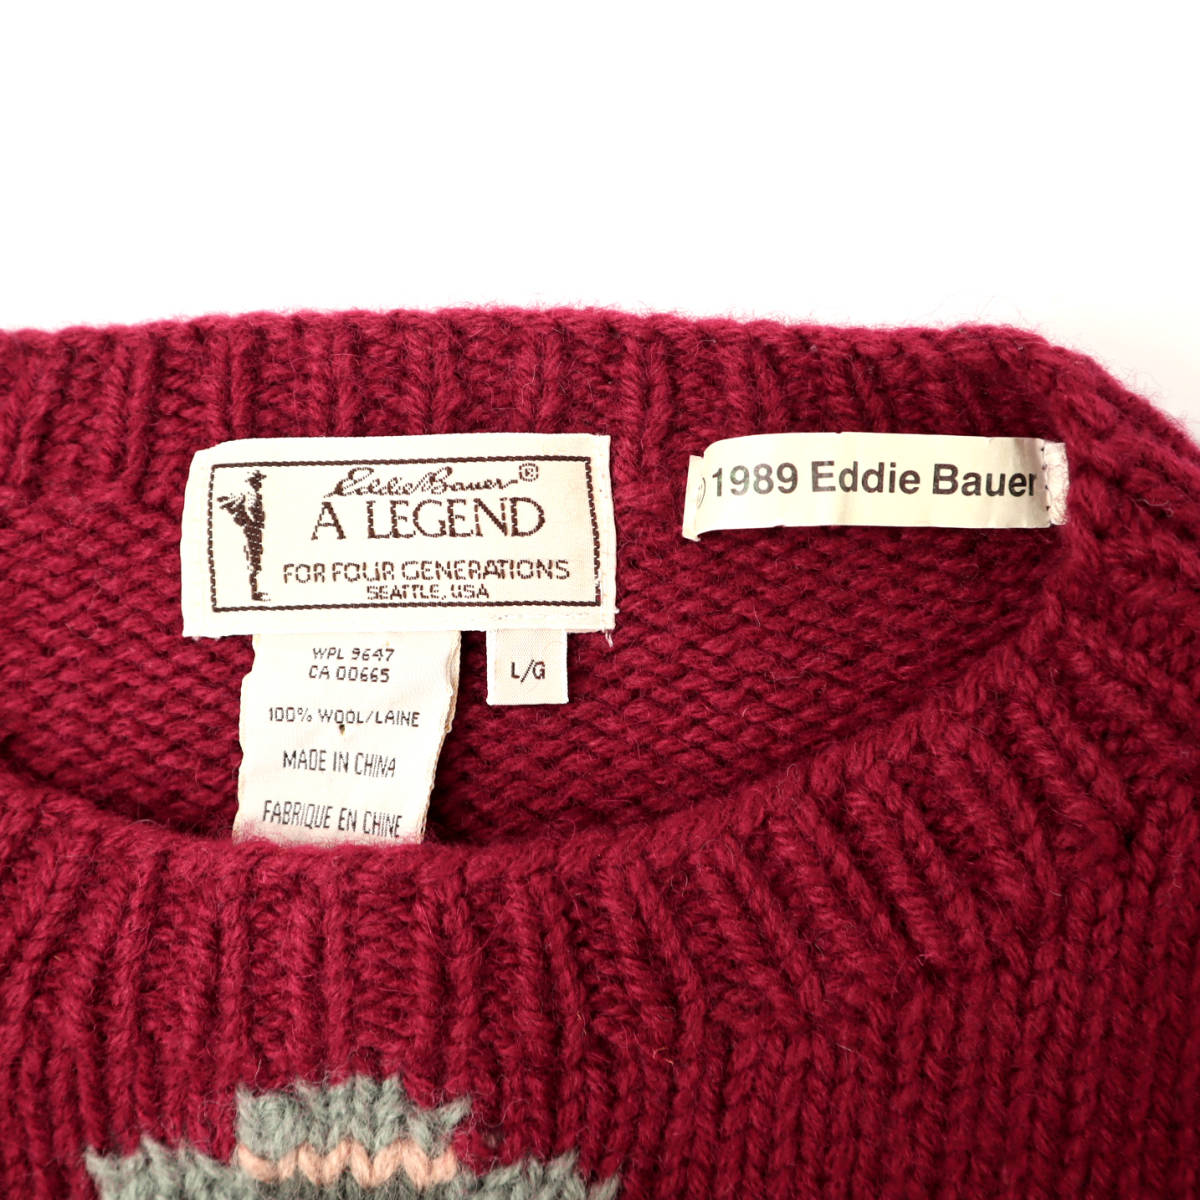 Eddie Bauer®
A LEGEND
FOR FOUR GENERATIONS
SEATTLE, USA
© 1989 Eddie Bauer
L/G
WPL 9647
CA 00665
100% WOOL/LAINE
MADE IN CHINA
FABRIQUE EN CHINE